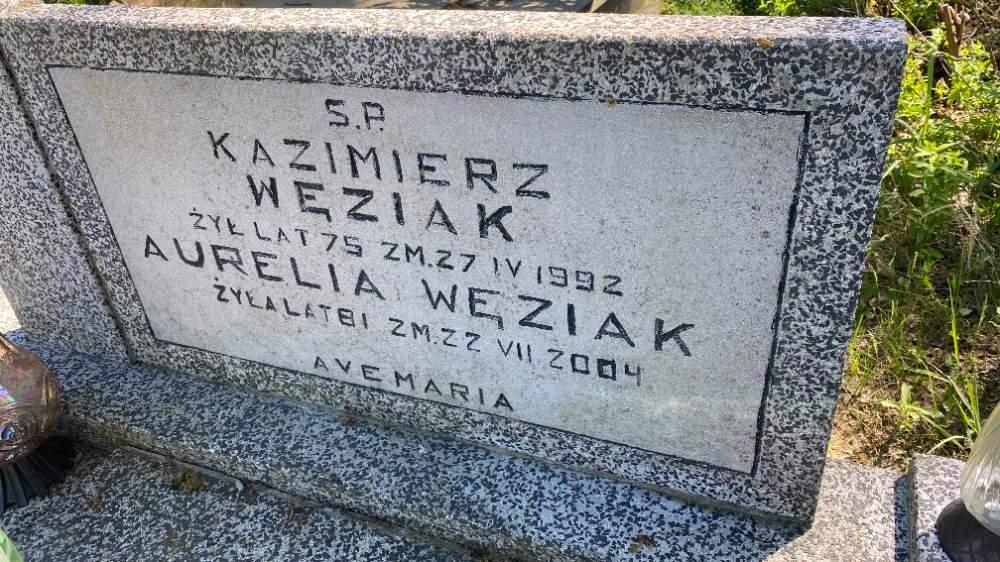 S.P.
KAZIMIERZ
WĘZIAK
ŻYŁ LAT 75 ZM.27 IV 1992
AURELIA WĘZIAK
ŻYŁA LAT 81 ZM.22 VII 2004
AVE MARIA